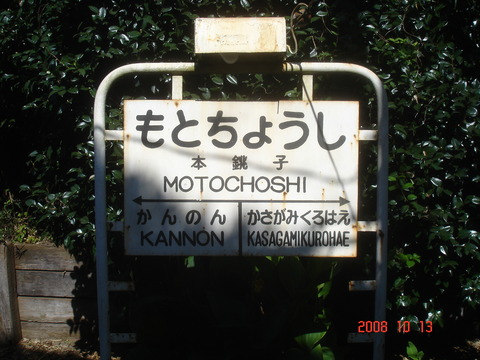 もとちょうし
本銚子
MOTOCHOSHI
かんのん かさがみくろはえ
KANNON KASAGAMIKUROHAE
2008 10 13